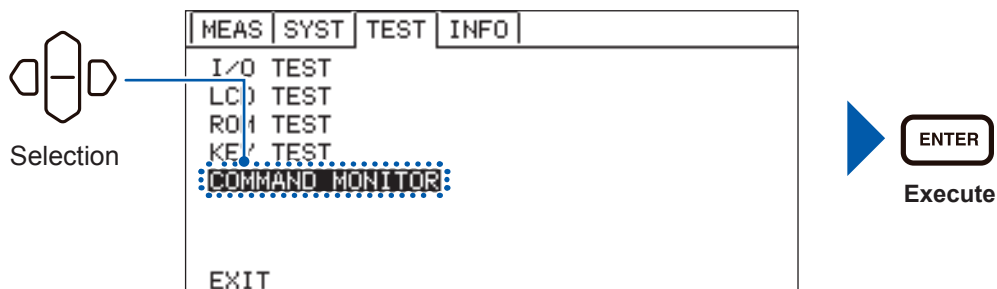 MEAS SYST TEST INFO
I/O TEST
LCD TEST
ROM TEST
KEY TEST
COMMAND MONITOR
EXIT
Selection
ENTER
Execute